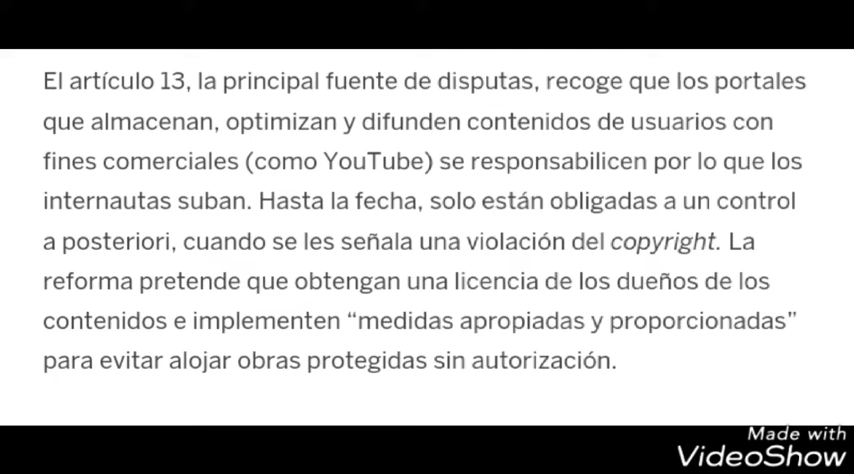 El artículo 13, la principal fuente de disputas, recoge que los portales
que almacenan, optimizan y difunden contenidos de usuarios con
fines comerciales (como YouTube) se responsabilicen por lo que los
internautas suban. Hasta la fecha, solo están obligadas a un control
a posteriori, cuando se les señala una violación del copyright. La
reforma pretende que obtengan una licencia de los dueños de los
contenidos e implementen “medidas apropiadas y proporcionadas”
para evitar alojar obras protegidas sin autorización.
Made with
VideoShow